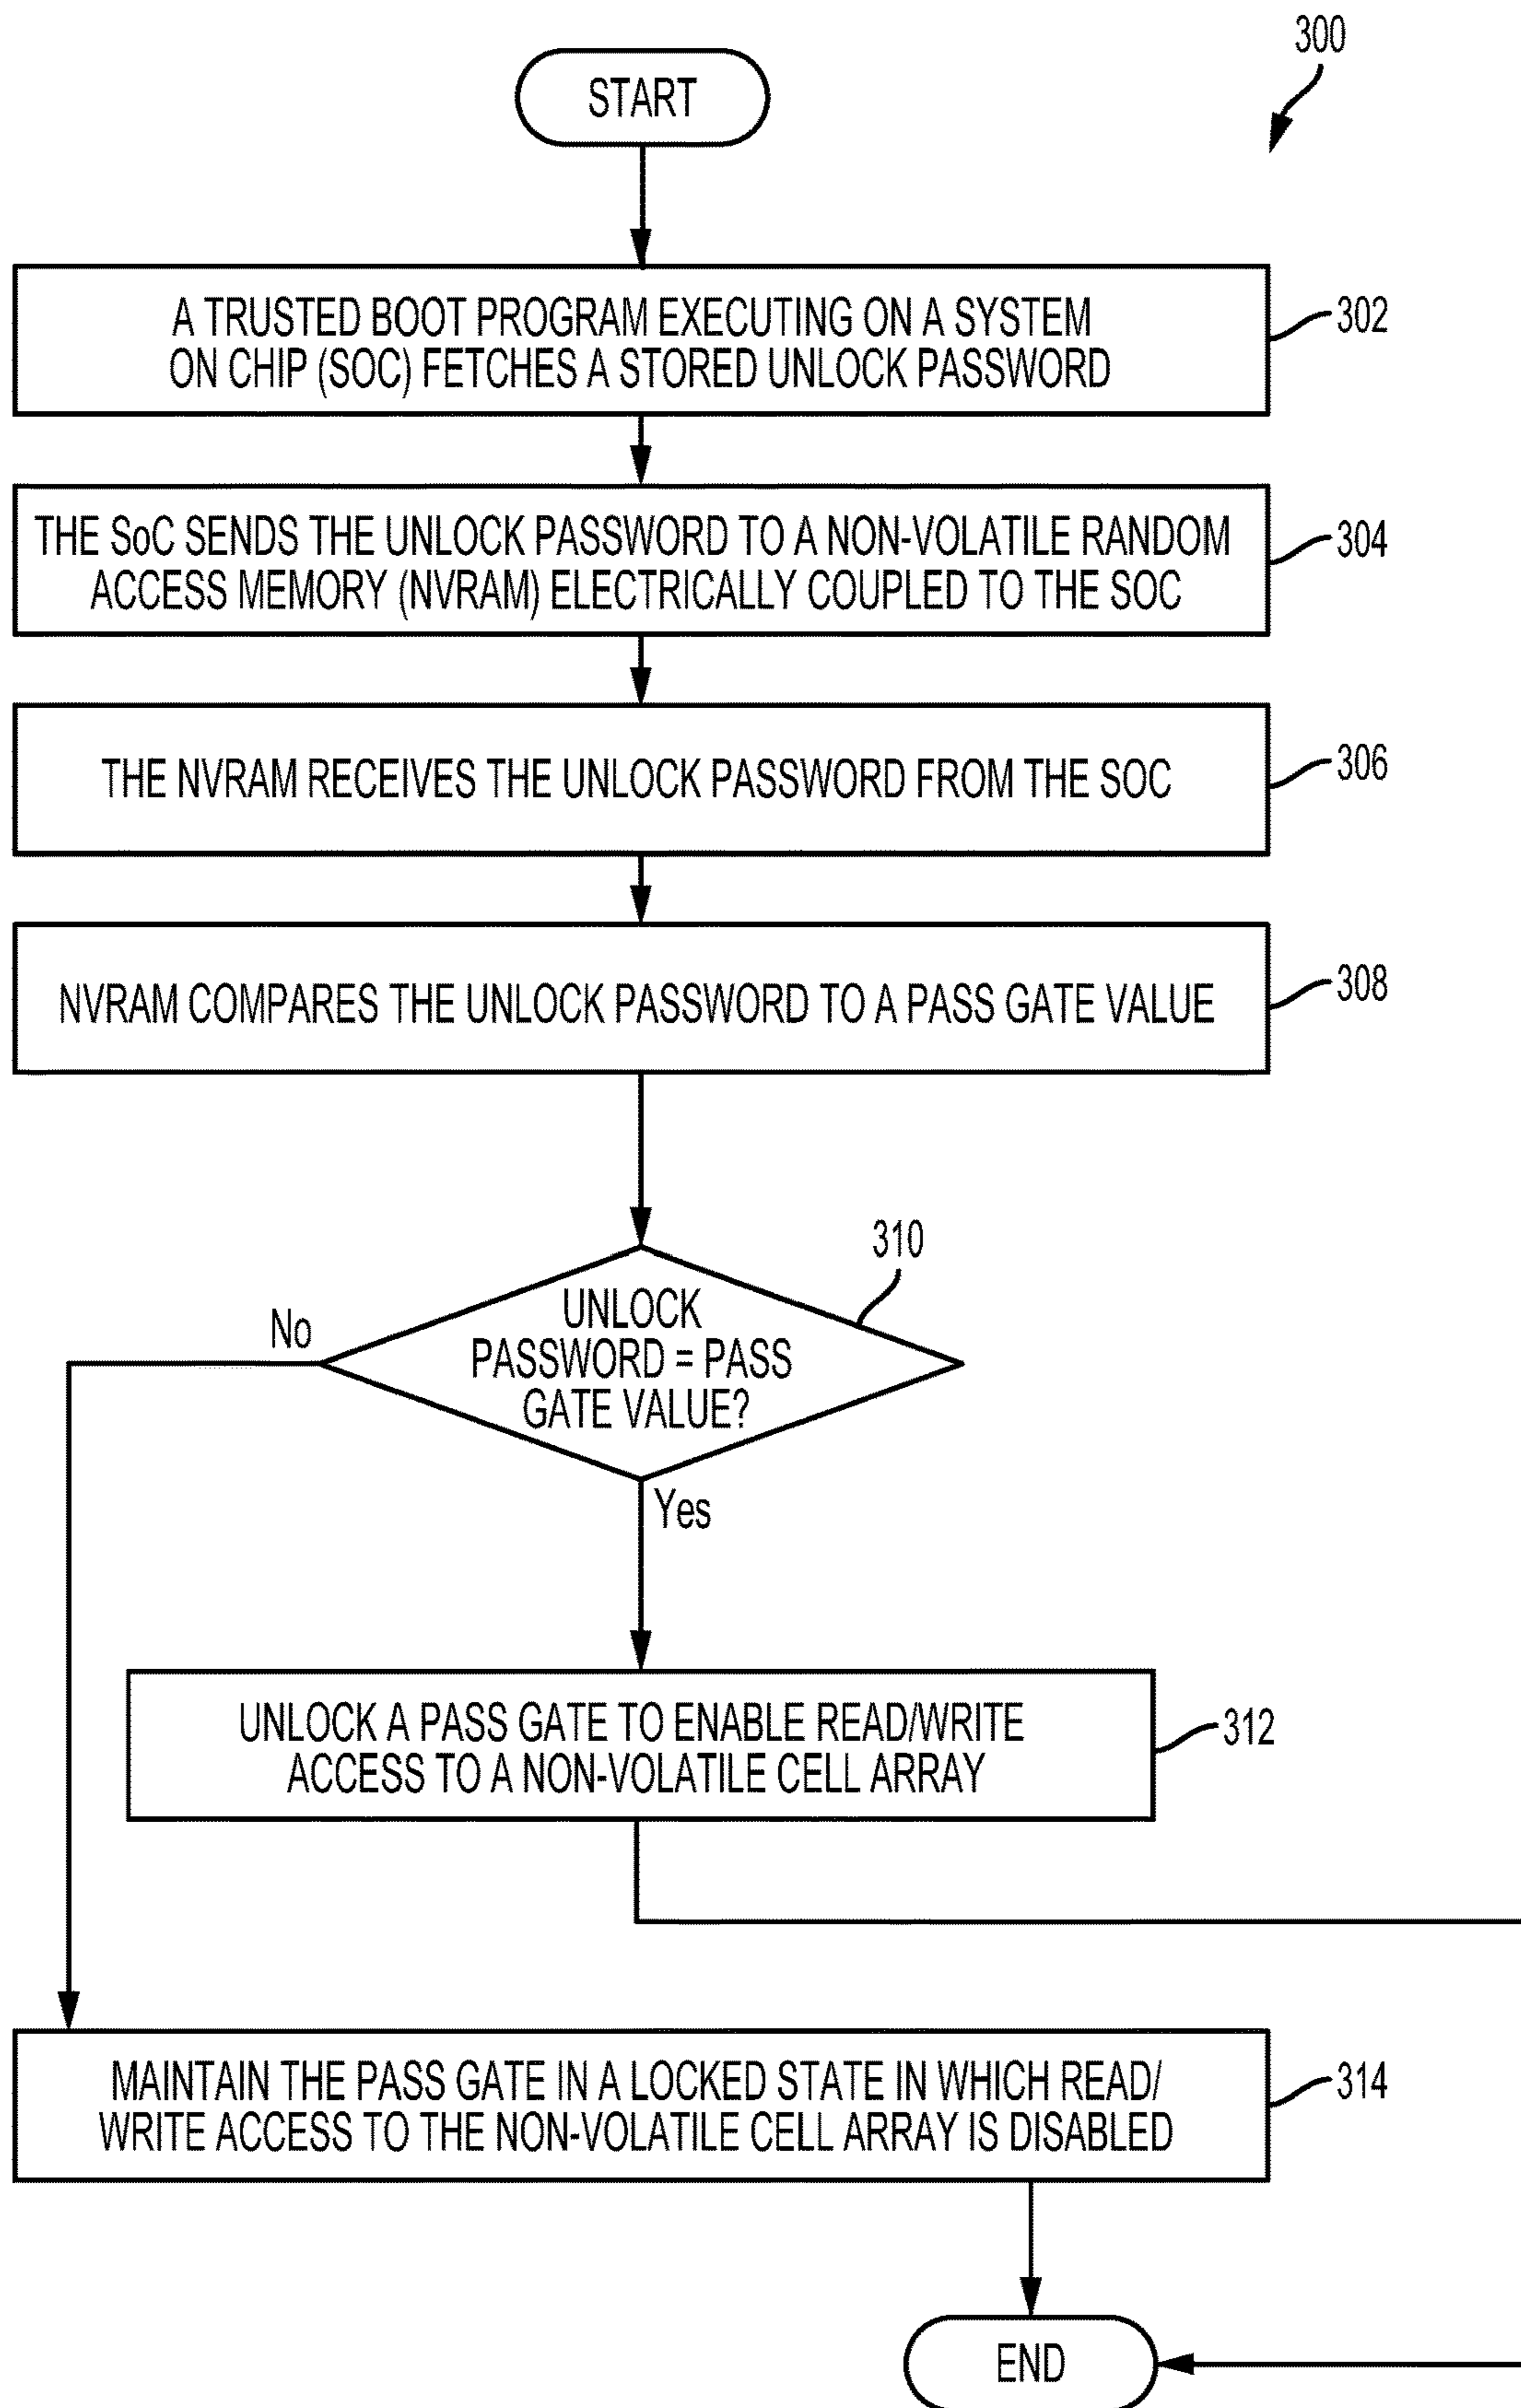 300
START
A TRUSTED BOOT PROGRAM EXECUTING ON A SYSTEM
ON CHIP (SOC) FETCHES A STORED UNLOCK PASSWORD
302
THE SoC SENDS THE UNLOCK PASSWORD TO A NON-VOLATILE RANDOM
ACCESS MEMORY (NVRAM) ELECTRICALLY COUPLED TO THE SOC
304
THE NVRAM RECEIVES THE UNLOCK PASSWORD FROM THE SOC
306
NVRAM COMPARES THE UNLOCK PASSWORD TO A PASS GATE VALUE
308
310
UNLOCK
PASSWORD = PASS
GATE VALUE?
No
Yes
UNLOCK A PASS GATE TO ENABLE READ/WRITE
ACCESS TO A NON-VOLATILE CELL ARRAY
312
MAINTAIN THE PASS GATE IN A LOCKED STATE IN WHICH READ/
WRITE ACCESS TO THE NON-VOLATILE CELL ARRAY IS DISABLED
314
END